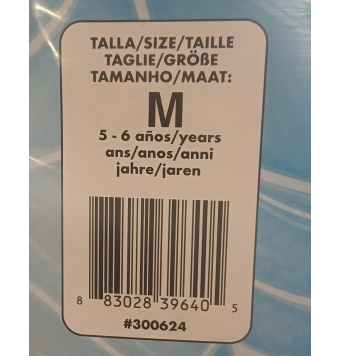 TALLA/SIZE/TAILLE
TAGLIE/GRÖßE
TAMANHO/MAAT:
M
5 - 6 años/years
ans/anos/anni
jahre/jaren
8 83028 39640 5
#300624